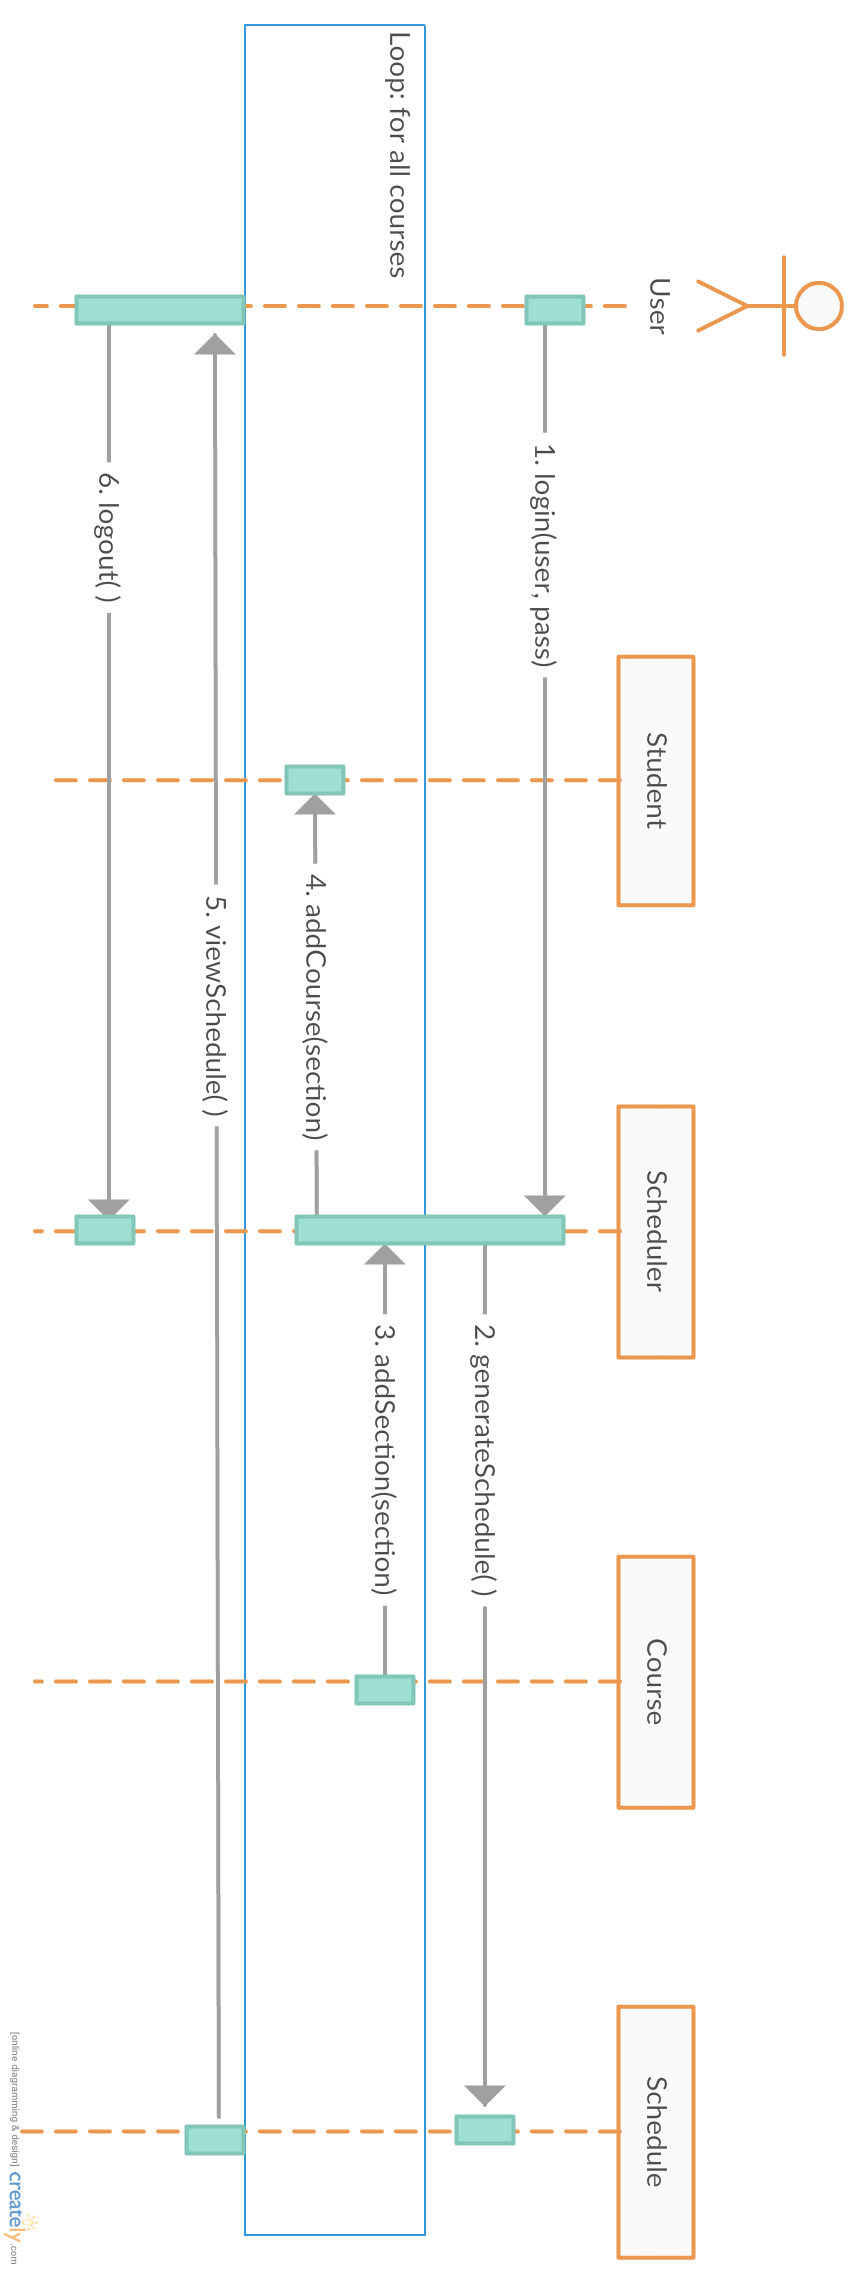 User
Student
Scheduler
Course
Schedule
1. login(user, pass)
2. generateSchedule( )
Loop: for all courses
3. addSection(section)
4. addCourse(section)
5. viewSchedule( )
6. logout( )
[online diagramming & design] creately.com